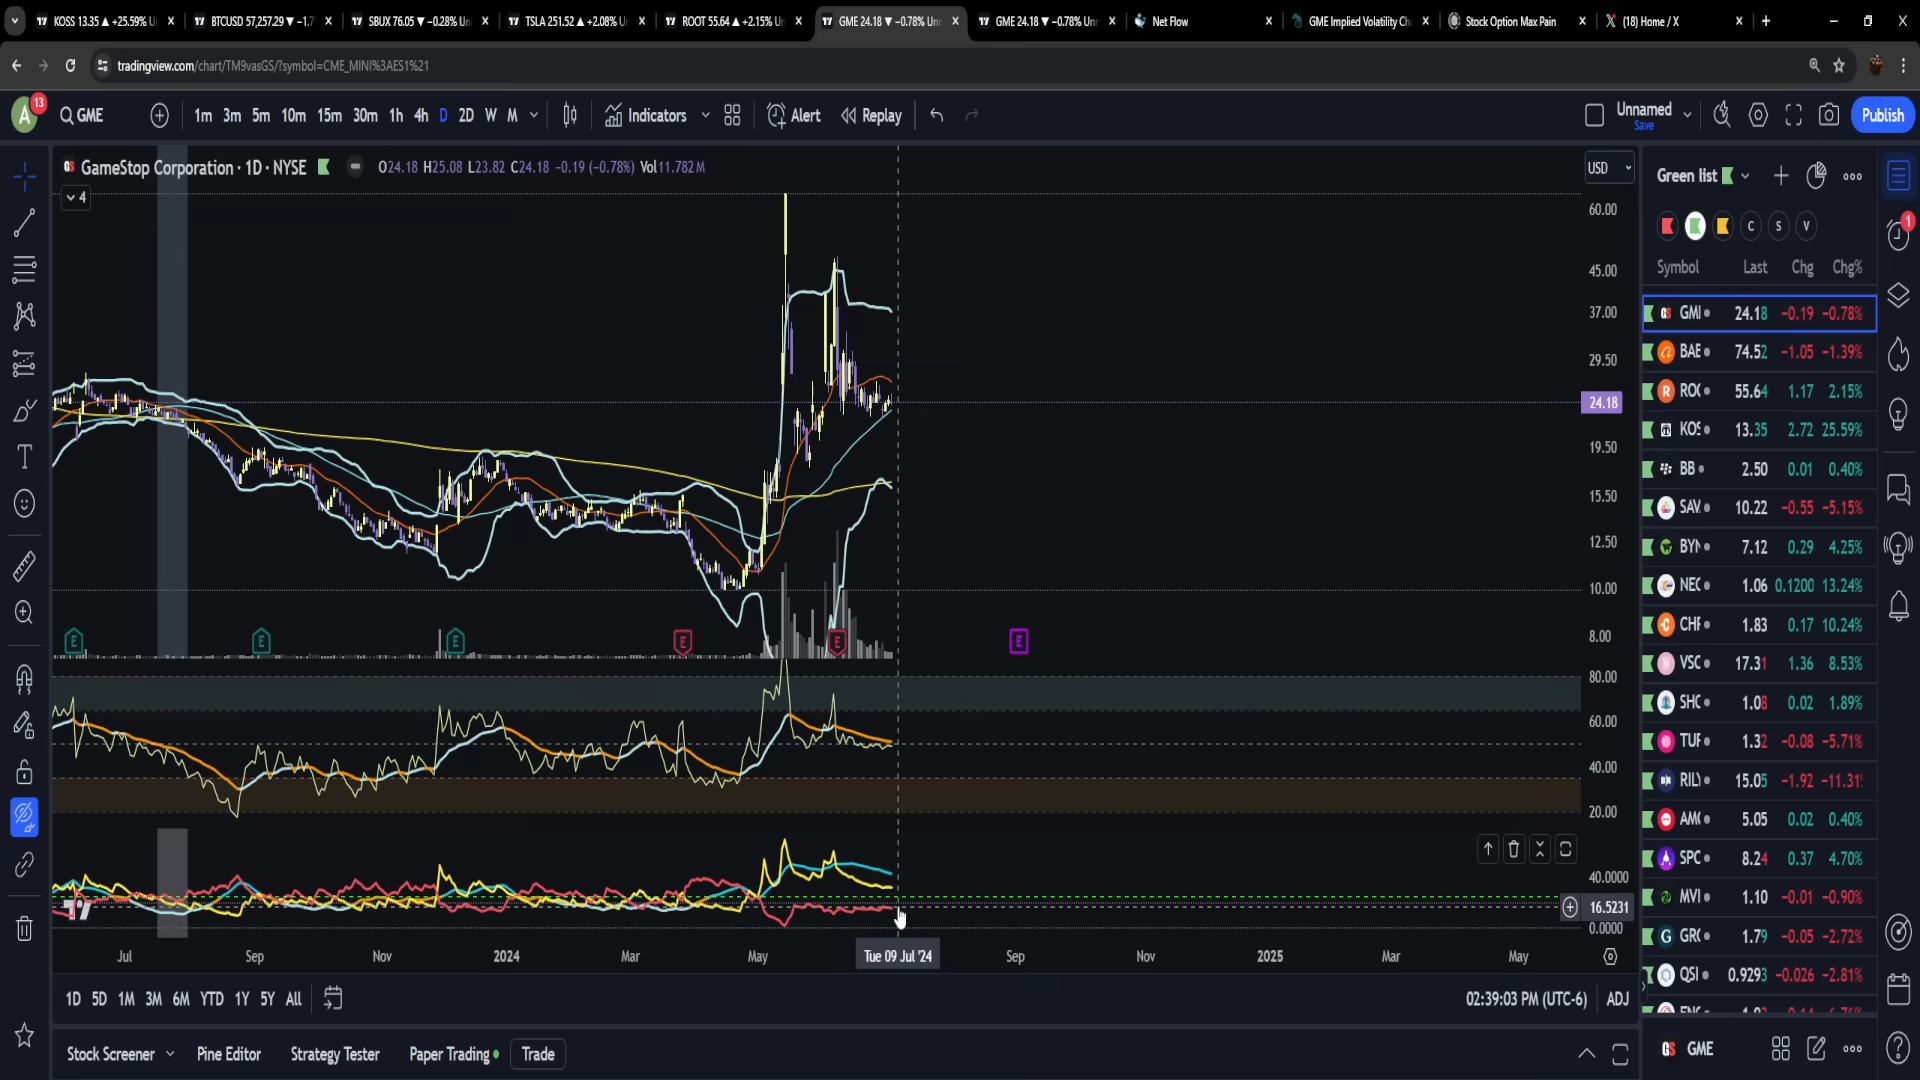 KOSS 13.35 ▲ +25.59% U
BTCUSD 57,257.29 ▼ −1.7
SBUX 76.05 ▼ −0.28% Un
TSLA 251.52 ▲ +2.08% U
ROOT 55.64 ▲ +2.15% Un
GME 24.18 ▼ −0.78% Unn
GME 24.18 ▼ −0.78% Unn
Net Flow
GME Implied Volatility Ch
Stock Option Max Pain
(18) Home / X
tradingview.com/chart/TM9vasGS/?symbol=CME_MINI%3AES1%21
A 13
GME
1m 3m 5m 10m 15m 30m 1h 4h D 2D W M
Indicators
Alert
Replay
Unnamed
Save
Publish
GameStop Corporation · 1D · NYSE
O24.18 H25.08 L23.82 C24.18 −0.19 (−0.78%) Vol11.782M
4
USD
60.00
45.00
37.00
29.50
24.18
19.50
15.50
12.50
10.00
8.00
E E E E E E
80.00
60.00
40.00
20.00
40.0000
16.5231
0.0000
Jul Sep Nov 2024 Mar May Tue 09 Jul '24 Sep Nov 2025 Mar May
1D 5D 1M 3M 6M YTD 1Y 5Y All
02:39:03 PM (UTC-6) ADJ
Stock Screener
Pine Editor
Strategy Tester
Paper Trading
Trade
Green list
C S V
1
Symbol Last Chg Chg%
GMI 24.18 −0.19 −0.78%
BAE 74.52 −1.05 −1.39%
ROC 55.64 1.17 2.15%
KOS 13.35 2.72 25.59%
BB 2.50 0.01 0.40%
SAV. 10.22 −0.55 −5.15%
BYN 7.12 0.29 4.25%
NEC 1.06 0.1200 13.24%
CHF 1.83 0.17 10.24%
VSC 17.31 1.36 8.53%
SHC 1.08 0.02 1.89%
TUF 1.32 −0.08 −5.71%
RILY 15.05 −1.92 −11.31
AMC 5.05 0.02 0.40%
SPC 8.24 0.37 4.70%
MVI 1.10 −0.01 −0.90%
GRC 1.79 −0.05 −2.72%
QSI 0.9293 −0.026 −2.81%
GME